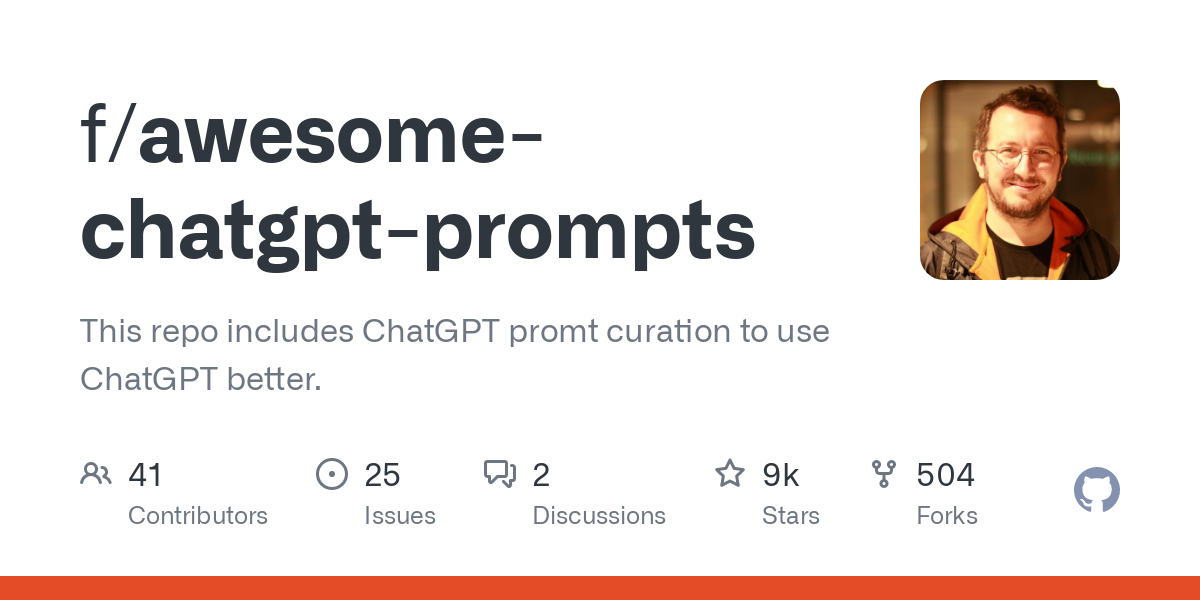 f/awesome-
chatgpt-prompts
This repo includes ChatGPT promt curation to use
ChatGPT better.
41
Contributors
25
Issues
2
Discussions
9k
Stars
504
Forks